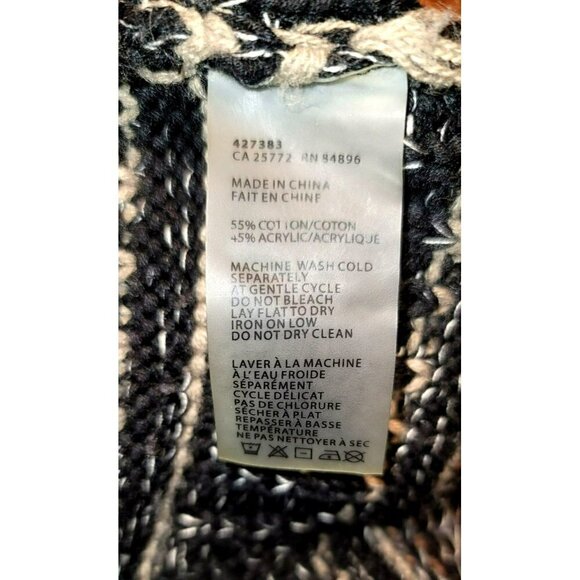 427383
CA 25772 RN 84896
MADE IN CHINA
FAIT EN CHINE
55% COTTON/COTON
45% ACRYLIC/ACRYLIQUE
MACHINE WASH COLD
SEPARATELY
AT GENTLE CYCLE
DO NOT BLEACH
LAY FLAT TO DRY
IRON ON LOW
DO NOT DRY CLEAN
LAVER À LA MACHINE
À L'EAU FROIDE
SÉPARÉMENT
CYCLE DÉLICAT
PAS DE CHLORURE
SÉCHER À PLAT
REPASSER À BASSE
TEMPÉRATURE
NE PAS NETTOYER À SEC